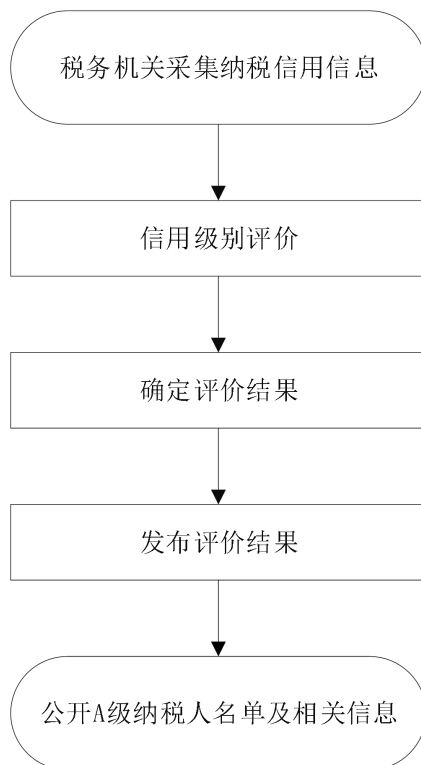 税务机关采集纳税信用信息
信用级别评价
确定评价结果
发布评价结果
公开A级纳税人名单及相关信息